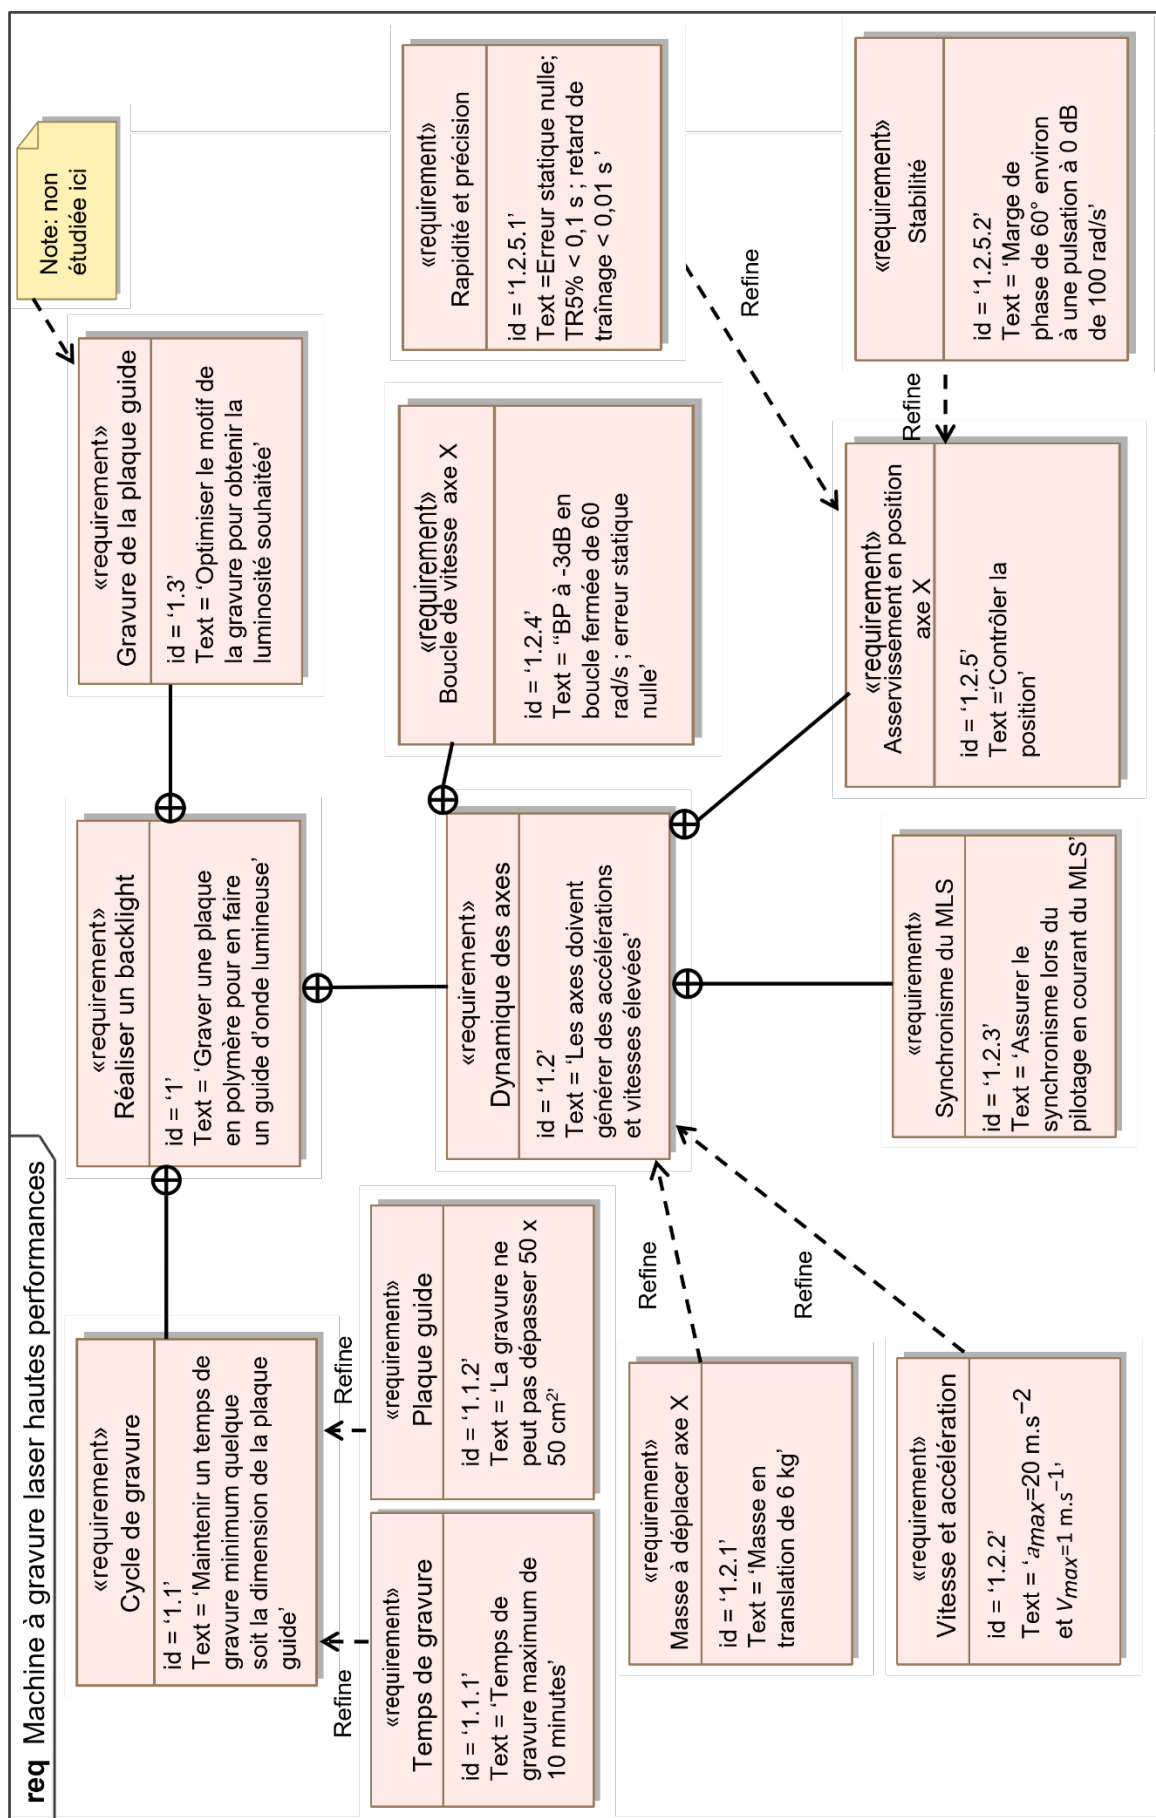 req Machine à gravure laser hautes performances
«requirement»
Cycle de gravure
id = ‘1.1’
Text = ‘Maintenir un temps de
gravure minimum quelque
soit la dimension de la plaque
guide’
«requirement»
Réaliser un backlight
id = ‘1’
Text = ‘Graver une plaque
en polymère pour en faire
un guide d’onde lumineuse’
«requirement»
Gravure de la plaque guide
id = ‘1.3’
Text = ‘Optimiser le motif de
la gravure pour obtenir la
luminosité souhaitée’
Note: non
étudiée ici
Refine
Refine
«requirement»
Temps de gravure
id = ‘1.1.1’
Text = ‘Temps de
gravure maximum de
10 minutes’
«requirement»
Plaque guide
id = ‘1.1.2’
Text = ‘La gravure ne
peut pas dépasser 50 x
50 cm²’
«requirement»
Dynamique des axes
id = ‘1.2’
Text = ‘Les axes doivent
générer des accélérations
et vitesses élevées’
«requirement»
Boucle de vitesse axe X
id = ‘1.2.4’
Text = “BP à -3dB en
boucle fermée de 60
rad/s ; erreur statique
nulle’
«requirement»
Rapidité et précision
id = ‘1.2.5.1’
Text =Erreur statique nulle;
TR5% < 0,1 s ; retard de
traînage < 0,01 s ’
Refine
Refine
Refine
«requirement»
Masse à déplacer axe X
id = ‘1.2.1’
Text = ‘Masse en
translation de 6 kg’
«requirement»
Vitesse et accélération
id = ‘1.2.2’
Text = ‘ amax=20 m.s−2
et Vmax=1 m.s−1,
«requirement»
Synchronisme du MLS
id = ‘1.2.3’
Text = ‘Assurer le
synchronisme lors du
pilotage en courant du MLS’
«requirement»
Asservissement en position
axe X
id = ‘1.2.5’
Text =‘Contrôler la
position’
Refine
«requirement»
Stabilité
id = ‘1.2.5.2’
Text = ‘Marge de
phase de 60° environ
à une pulsation à 0 dB
de 100 rad/s’